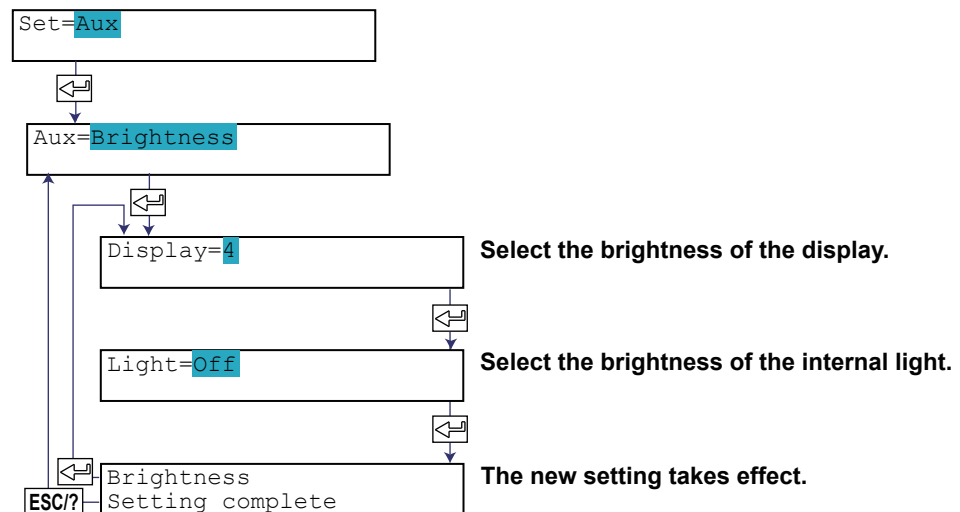 Set=Aux
Aux=Brightness
Display=4
Select the brightness of the display.
Light=Off
Select the brightness of the internal light.
Brightness
Setting complete
The new setting takes effect.
ESC/?